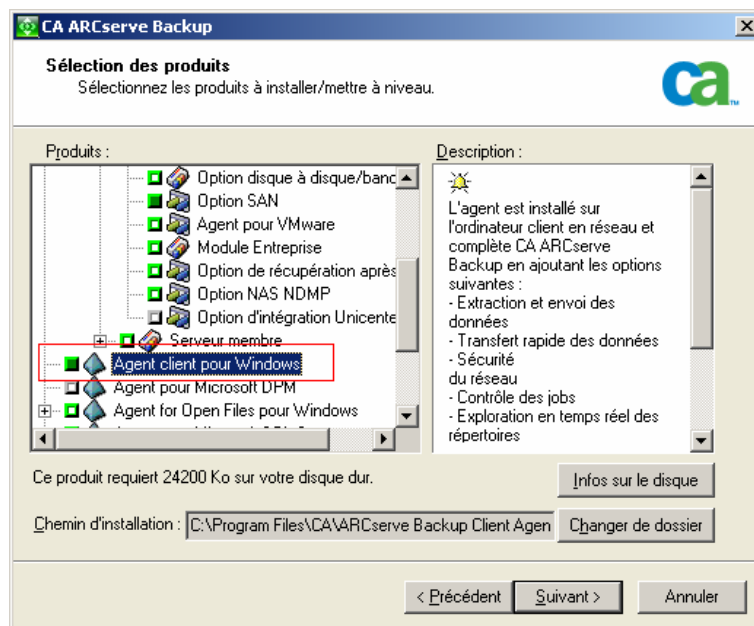 CA ARCserve Backup
Sélection des produits
Sélectionnez les produits à installer/mettre à niveau.
ca
Produits :
Option disque à disque/banc
Option SAN
Agent pour VMware
Module Entreprise
Option de récupération après
Option NAS NDMP
Option d'intégration Unicente
Serveur membre
Agent client pour Windows
Agent pour Microsoft DPM
Agent for Open Files pour Windows
Description :
L'agent est installé sur
l'ordinateur client en réseau et
complète CA ARCserve
Backup en ajoutant les options
suivantes :
- Extraction et envoi des
données
- Transfert rapide des données
- Sécurité
du réseau
- Contrôle des jobs
- Exploration en temps réel des
répertoires
Ce produit requiert 24200 Ko sur votre disque dur.
Infos sur le disque
Chemin d'installation :
C:\Program Files\CA\ARCserve Backup Client Agen
Changer de dossier
< Précédent
Suivant >
Annuler